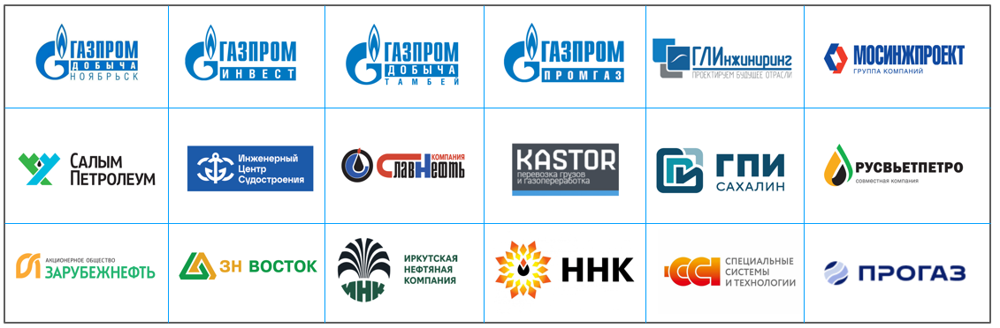 ГАЗПРОМ
ДОБЫЧА
НОЯБРЬСК
ГАЗПРОМ
ИНВЕСТ
ГАЗПРОМ
ДОБЫЧА
ТАМБЕЙ
ГАЗПРОМ
ПРОМГАЗ
ГЛИнжиниринг
ПРОЕКТИРУЕМ БУДУЩЕЕ ОТРАСЛИ
МОСИНЖПРОЕКТ
ГРУППА КОМПАНИЙ
Салым
Петролеум
Инженерный
Центр
Судостроения
КОМПАНИЯ
СлавНефть
KASTOR
перевозка грузов
и газопереработка
ГПИ
САХАЛИН
РУСВЬЕТПЕТРО
совместная компания
АКЦИОНЕРНОЕ ОБЩЕСТВО
ЗАРУБЕЖНЕФТЬ
ЗН ВОСТОК
ИНК
ИРКУТСКАЯ
НЕФТЯНАЯ
КОМПАНИЯ
ННК
ССТ
СПЕЦИАЛЬНЫЕ
СИСТЕМЫ
И ТЕХНОЛОГИИ
ПРОГАЗ